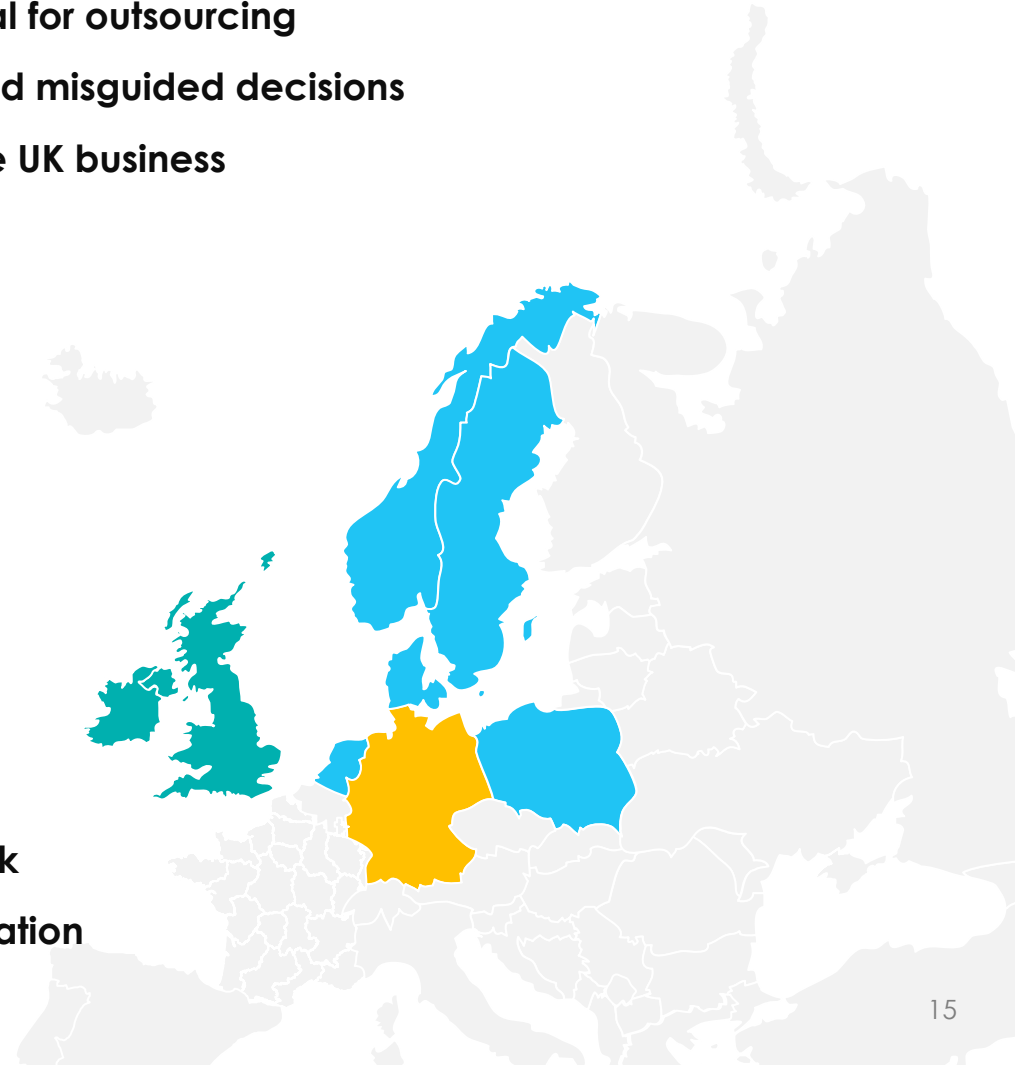 al for outsourcing
d misguided decisions
e UK business
k
ation
15